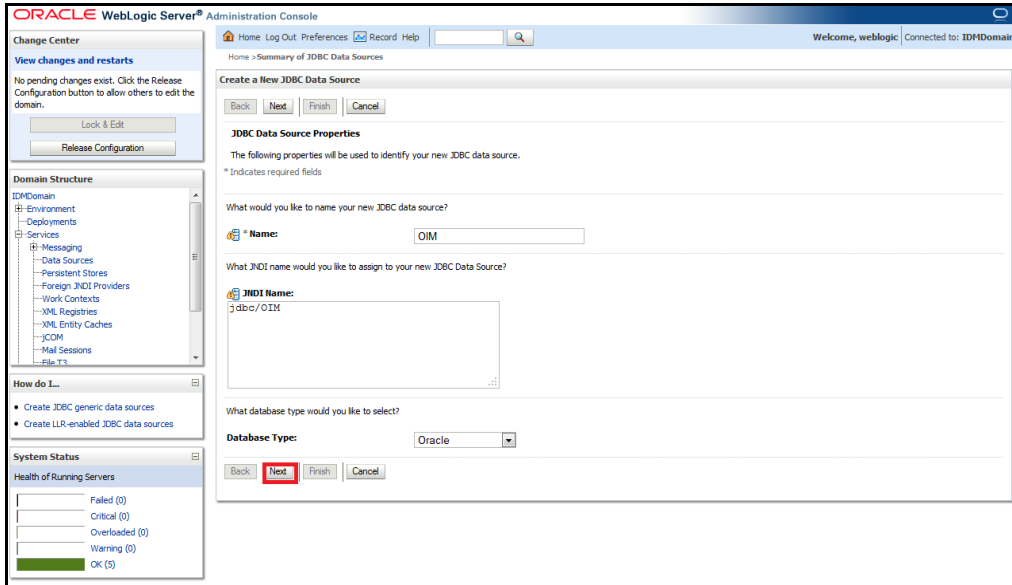 ORACLE WebLogic Server® Administration Console
Change Center
View changes and restarts
No pending changes exist. Click the Release
Configuration button to allow others to edit the
domain.
Lock & Edit
Release Configuration
Domain Structure
IDMDomain
Environment
Deployments
Services
Messaging
Data Sources
Persistent Stores
Foreign JNDI Providers
Work Contexts
XML Registries
XML Entity Caches
jCOM
Mail Sessions
File T3
How do I...
Create JDBC generic data sources
Create LLR-enabled JDBC data sources
System Status
Health of Running Servers
Failed (0)
Critical (0)
Overloaded (0)
Warning (0)
OK (5)
Home Log Out Preferences Record Help
Welcome, weblogic Connected to: IDMDomain
Home >Summary of JDBC Data Sources
Create a New JDBC Data Source
Back Next Finish Cancel
JDBC Data Source Properties
The following properties will be used to identify your new JDBC data source.
* Indicates required fields
What would you like to name your new JDBC data source?
* Name: OIM
What JNDI name would you like to assign to your new JDBC Data Source?
JNDI Name:
jdbc/OIM
What database type would you like to select?
Database Type: Oracle
Back Next Finish Cancel